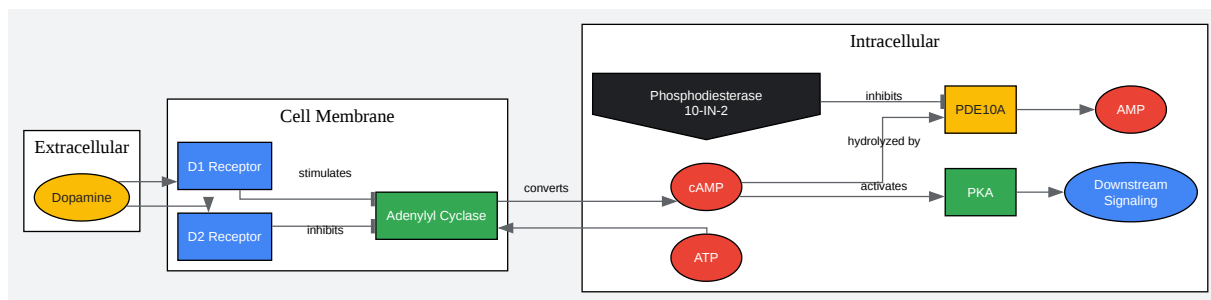 Extracellular
Dopamine
Cell Membrane
D1 Receptor
D2 Receptor
stimulates
inhibits
Adenylyl Cyclase
converts
Intracellular
Phosphodiesterase
10-IN-2
inhibits
PDE10A
AMP
hydrolyzed by
cAMP
activates
PKA
Downstream
Signaling
ATP